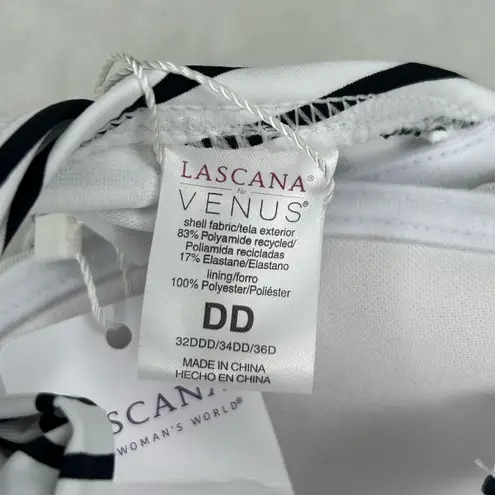 LASCANA®
for
VENUS®
shell fabric/tela exterior
83% Polyamide recycled/
Poliamida recicladas
17% Elastane/Elastano
lining/forro
100% Polyester/Poliéster
DD
32DDD/34DD/36D
MADE IN CHINA
HECHO EN CHINA
SCAN
WOMAN'S WORLD®